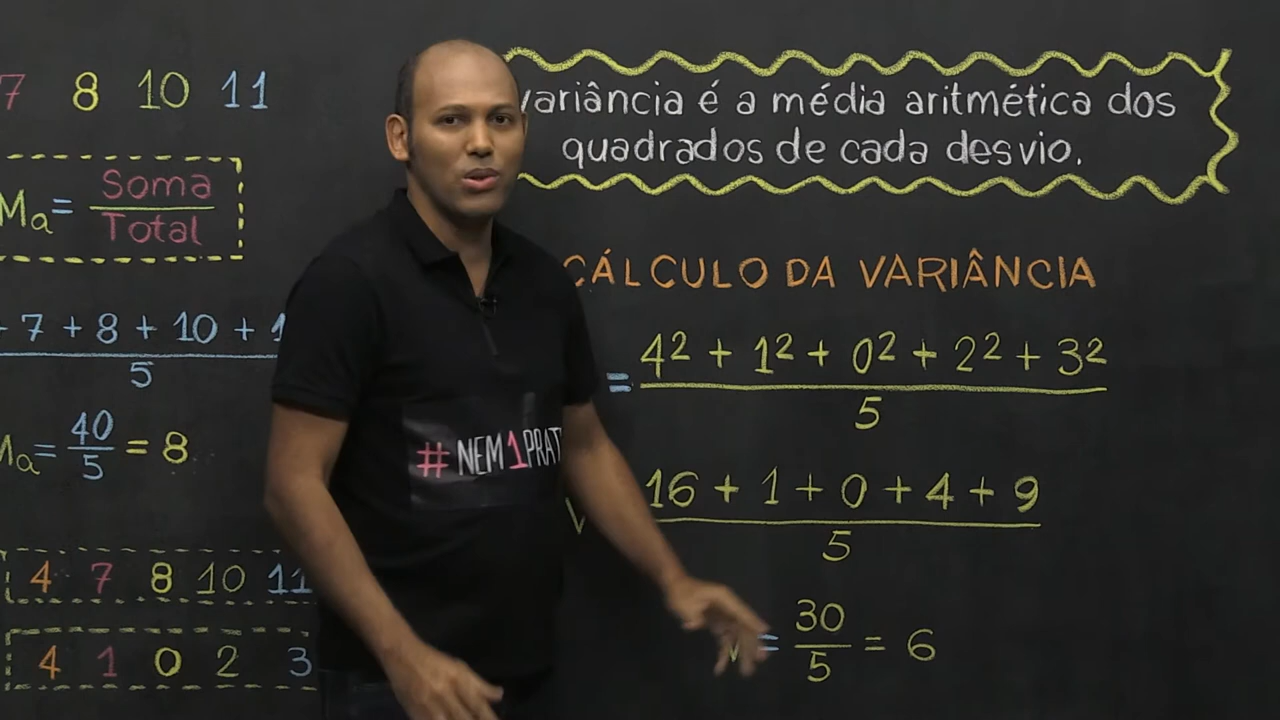 7 8 10 11
Ma = Soma
Total
+ 7 + 8 + 10 + 1
5
Ma = 40
5
= 8
4 7 8 10 11
4 1 0 2 3
variância é a média aritmética dos
quadrados de cada desvio.
CÁLCULO DA VARIÂNCIA
= 4² + 1² + 0² + 2² + 3²
5
V 16 + 1 + 0 + 4 + 9
5
V = 30
5
= 6
#NEM1PRAT